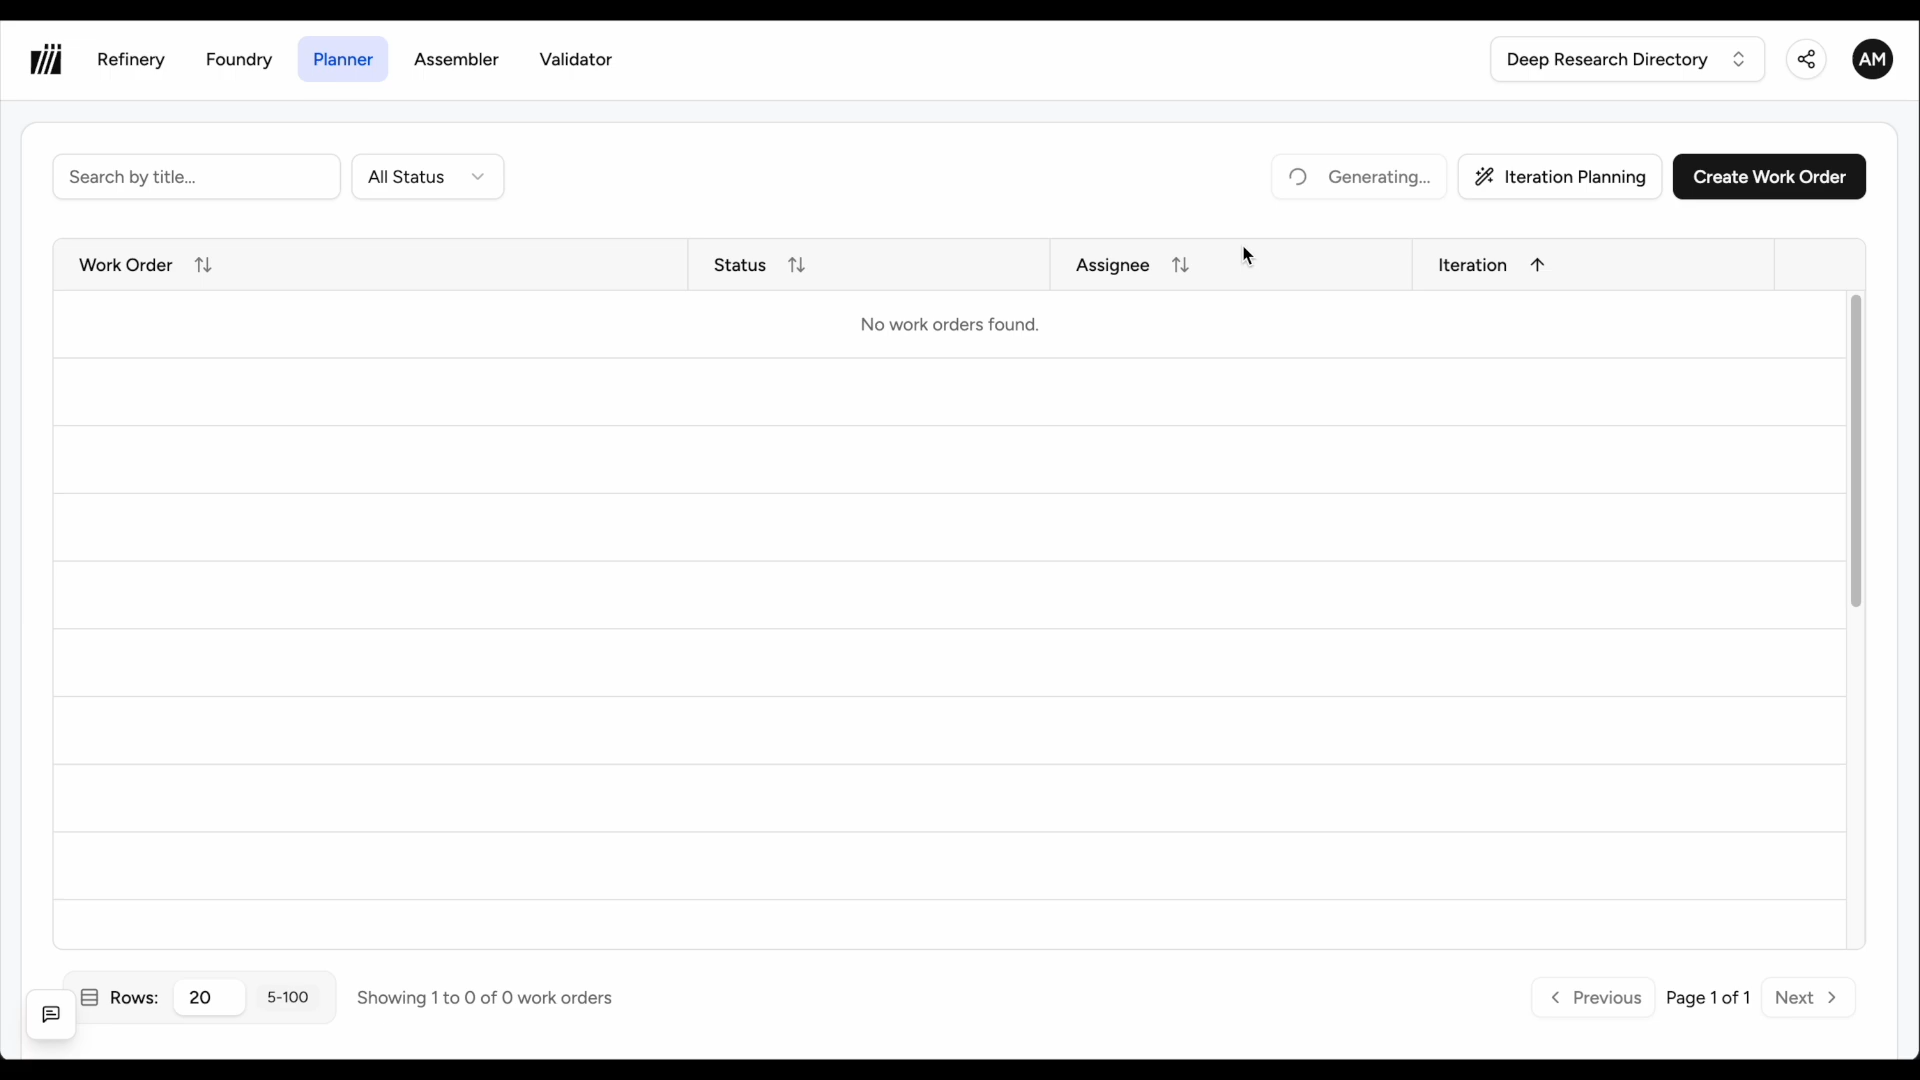 Refinery Foundry Planner Assembler Validator Deep Research Directory AM
Search by title... All Status Generating... Iteration Planning Create Work Order
Work Order Status Assignee Iteration
No work orders found.
Rows: 20 5-100 Showing 1 to 0 of 0 work orders Previous Page 1 of 1 Next